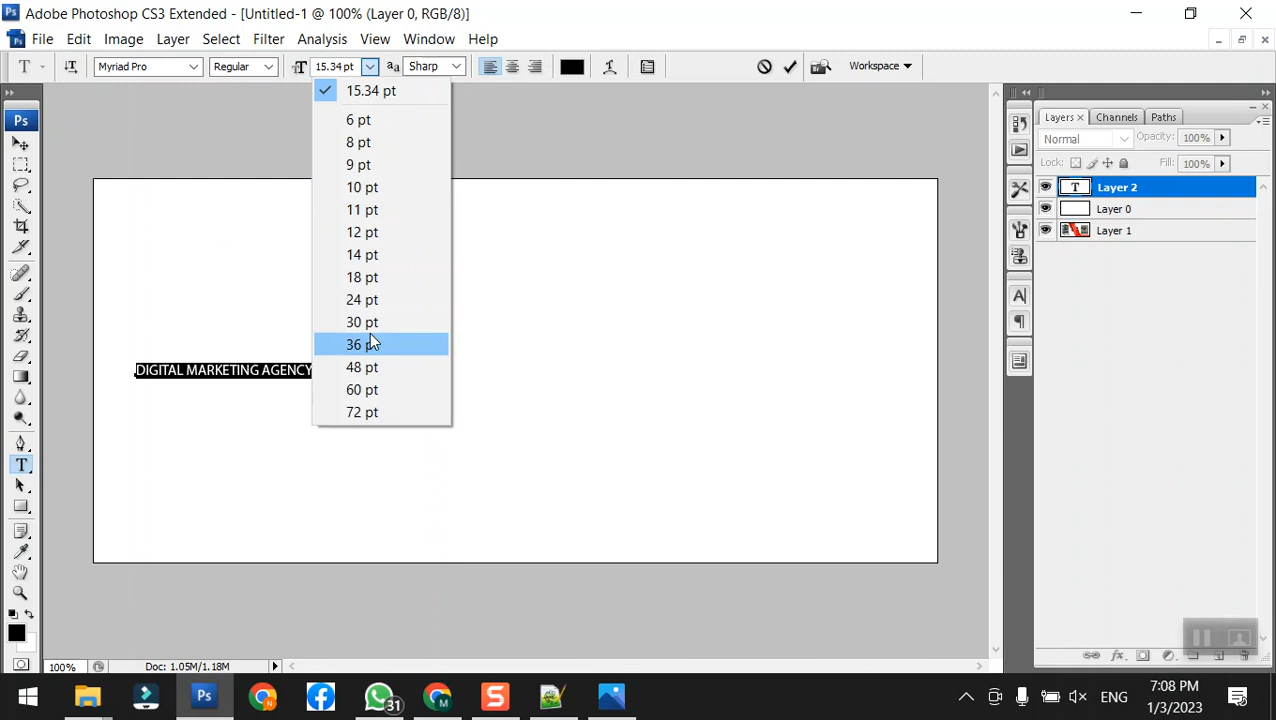 Adobe Photoshop CS3 Extended - [Untitled-1 @ 100% (Layer 0, RGB/8)]
File Edit Image Layer Select Filter Analysis View Window Help
T Myriad Pro Regular T 15.34 pt aa Sharp Workspace
15.34 pt
6 pt
8 pt
9 pt
10 pt
11 pt
12 pt
14 pt
18 pt
24 pt
30 pt
36 pt
48 pt
60 pt
72 pt
Ps
T
DIGITAL MARKETING AGENCY
A
Layers x Channels Paths
Normal Opacity: 100%
Lock: Fill: 100%
T Layer 2
Layer 0
Layer 1
100% Doc: 1.05M/1.18M
Ps 31 M S ENG 7:08 PM
1/3/2023